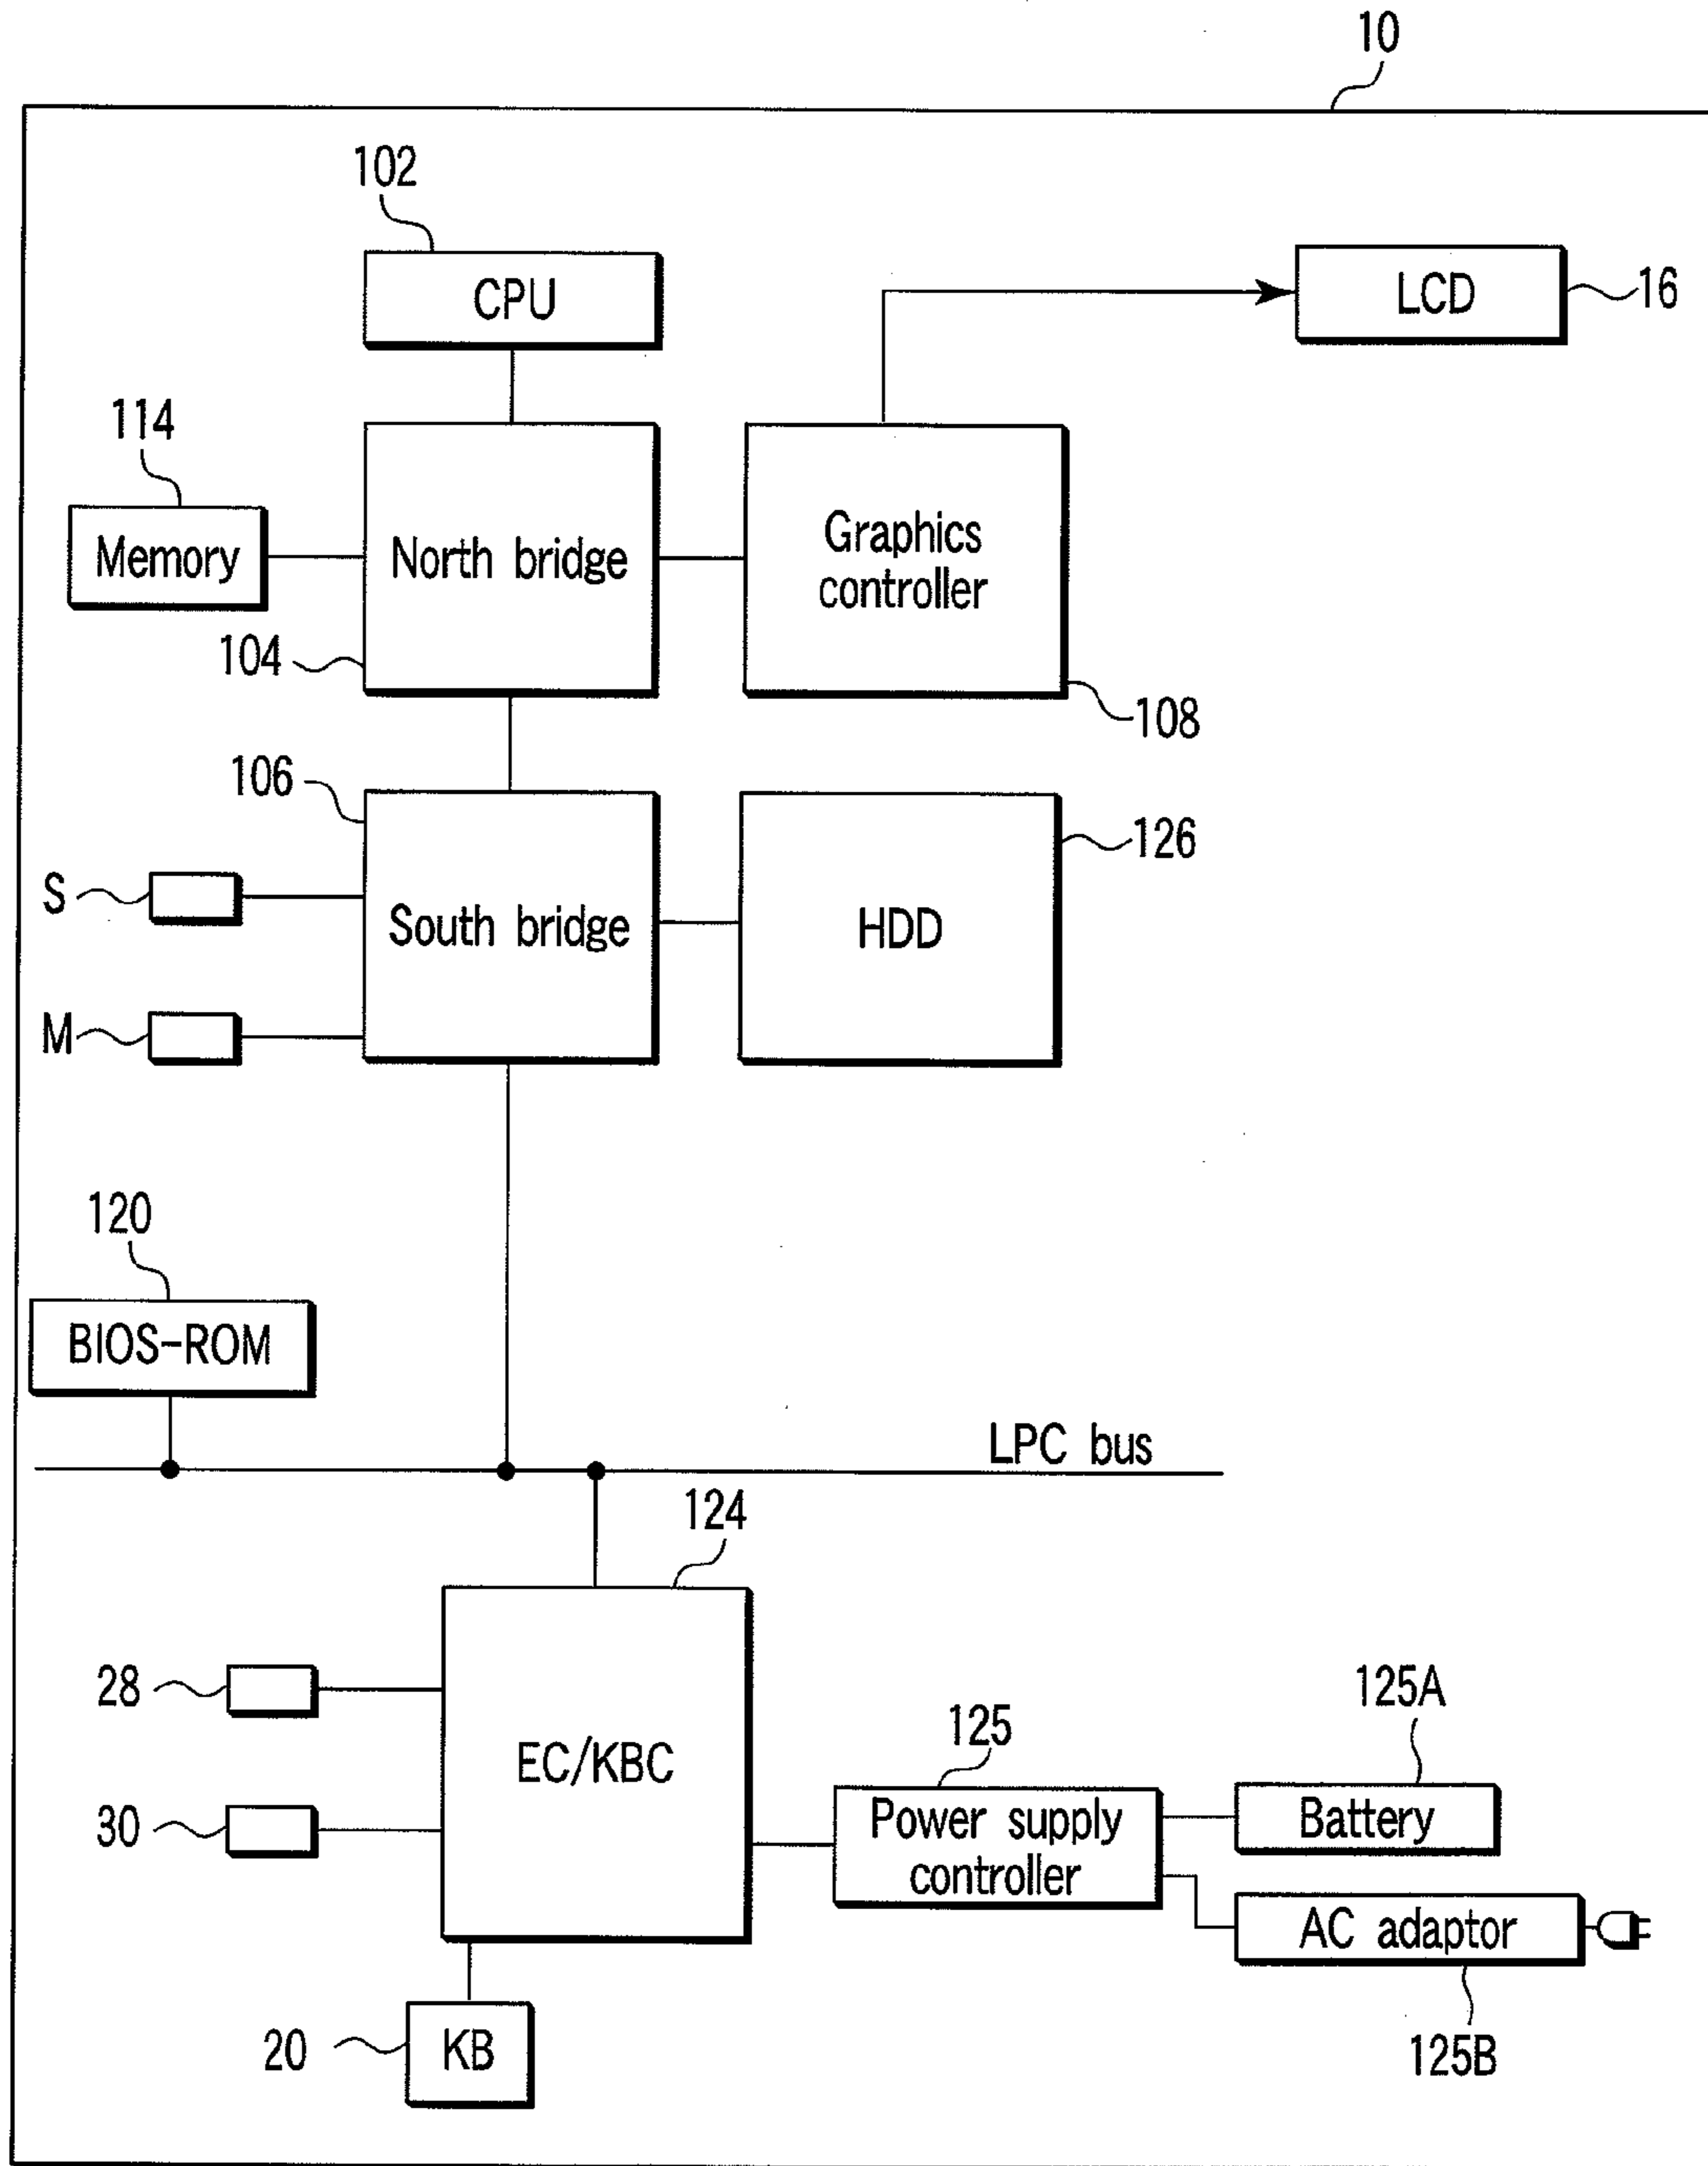 10
102
CPU
LCD
16
114
Memory
North bridge
Graphics
controller
104
108
106
126
S
South bridge
HDD
M
120
BIOS-ROM
LPC bus
124
28
EC/KBC
125A
125
30
Power supply
controller
Battery
AC adaptor
20
KB
125B